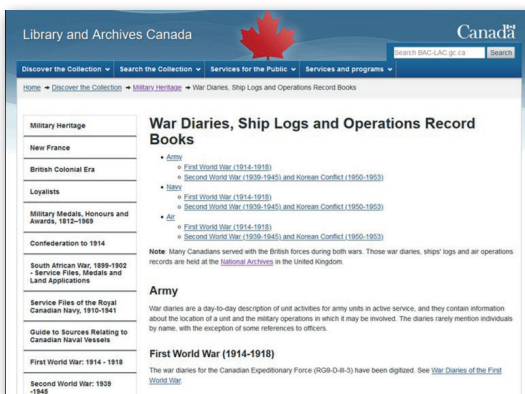 Library and Archives Canada
Canada
Search BAC-LAC.gc.ca
Search
Discover the Collection
Search the Collection
Services for the Public
Services and programs
Home → Discover the Collection → Military Heritage → War Diaries, Ship Logs and Operations Record Books
Military Heritage
New France
British Colonial Era
Loyalists
Military Medals, Honours and
Awards, 1812–1969
Confederation to 1914
South African War, 1899-1902
- Service Files, Medals and
Land Applications
Service Files of the Royal
Canadian Navy, 1910-1941
Guide to Sources Relating to
Canadian Naval Vessels
First World War: 1914 - 1918
Second World War: 1939
-1945
War Diaries, Ship Logs and Operations Record
Books
• Army
○ First World War (1914-1918)
○ Second World War (1939-1945) and Korean Conflict (1950-1953)
• Navy
○ First World War (1914-1918)
○ Second World War (1939-1945) and Korean Conflict (1950-1953)
• Air
○ First World War (1914-1918)
○ Second World War (1939-1945) and Korean Conflict (1950-1953)
Note: Many Canadians served with the British forces during both wars. Those war diaries, ships' logs and air operations
records are held at the National Archives in the United Kingdom.
Army
War diaries are a day-to-day description of unit activities for army units in active service, and they contain information
about the location of a unit and the military operations in which it may be involved. The diaries rarely mention individuals
by name, with the exception of some references to officers.
First World War (1914-1918)
The war diaries for the Canadian Expeditionary Force (RG9-D-III-3) have been digitized. See War Diaries of the First
World War.